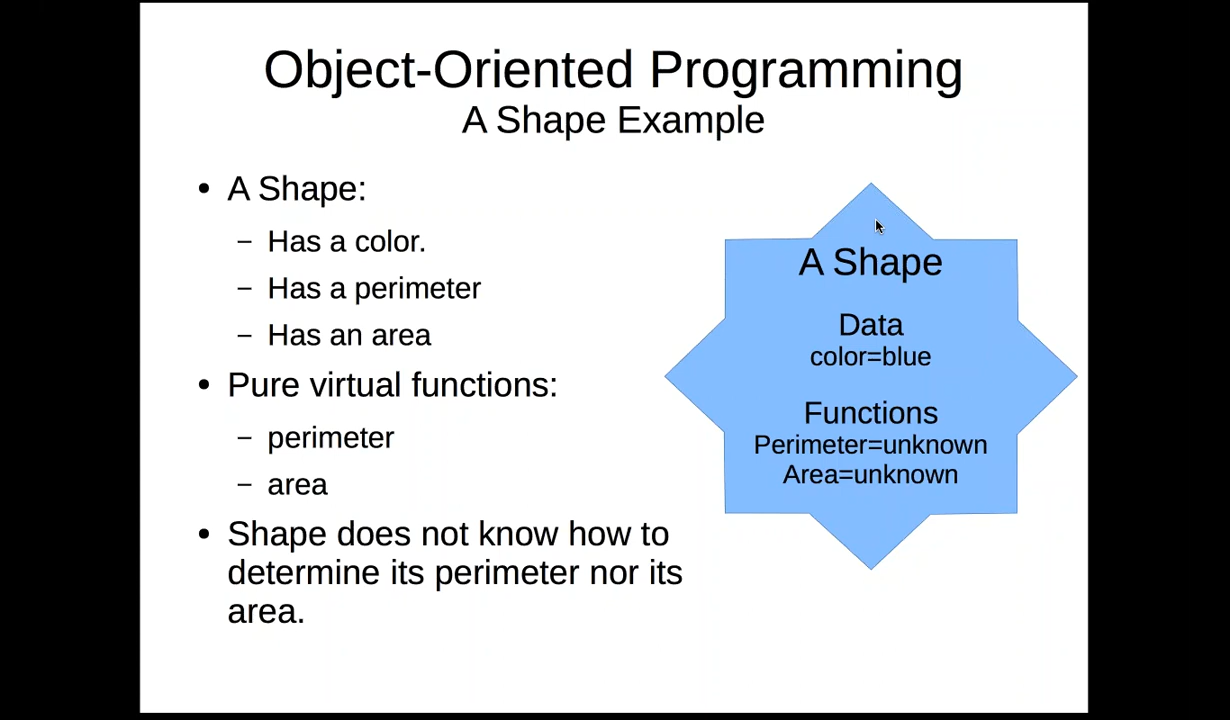 Object-Oriented Programming
A Shape Example
• A Shape:
– Has a color.
– Has a perimeter
– Has an area
• Pure virtual functions:
– perimeter
– area
• Shape does not know how to
determine its perimeter nor its
area.
A Shape
Data
color=blue
Functions
Perimeter=unknown
Area=unknown